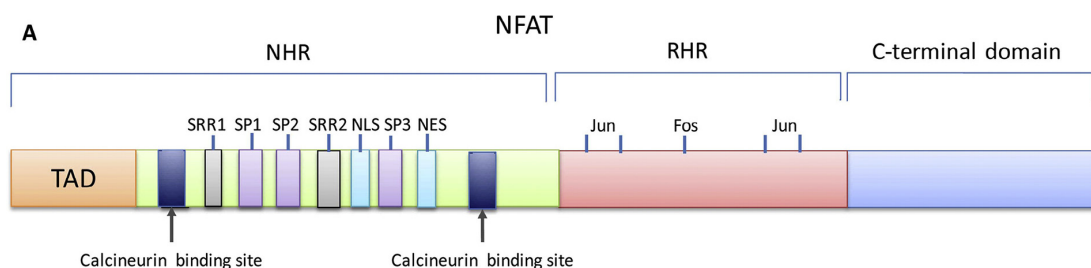 A
NFAT
NHR
RHR
C-terminal domain
SRR1 SP1 SP2 SRR2 NLS SP3 NES
Jun Fos Jun
TAD
Calcineurin binding site Calcineurin binding site